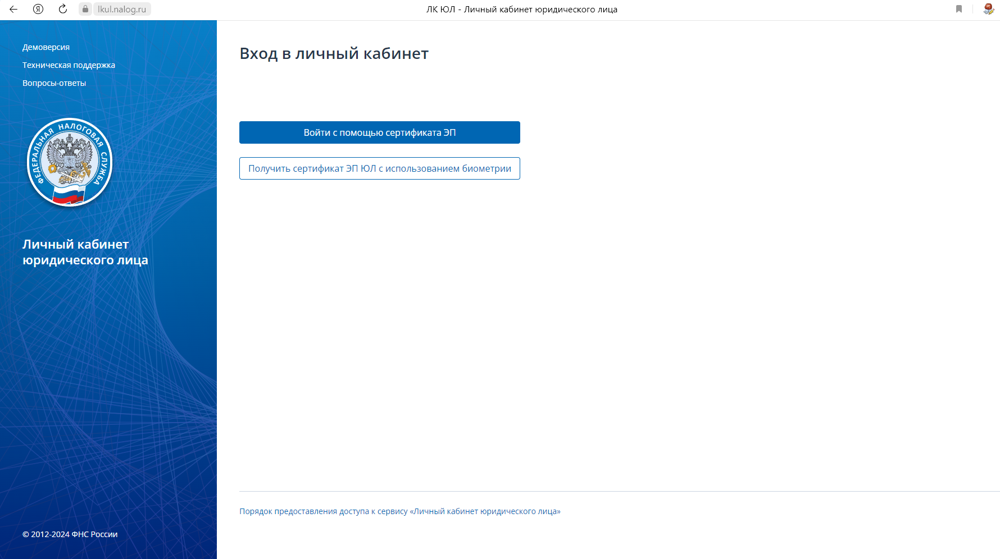 lkul.nalog.ru
ЛК ЮЛ - Личный кабинет юридического лица
Демоверсия
Техническая поддержка
Вопросы-ответы
ФЕДЕРАЛЬНАЯ НАЛОГОВАЯ СЛУЖБА
Личный кабинет
юридического лица
© 2012-2024 ФНС России
Вход в личный кабинет
Войти с помощью сертификата ЭП
Получить сертификат ЭП ЮЛ с использованием биометрии
Порядок предоставления доступа к сервису «Личный кабинет юридического лица»